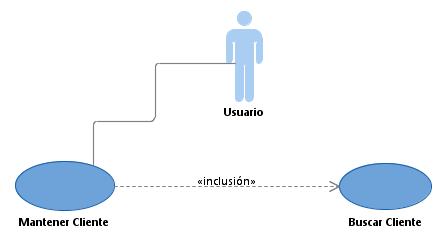 Usuario
«inclusión»
Mantener Cliente
Buscar Cliente